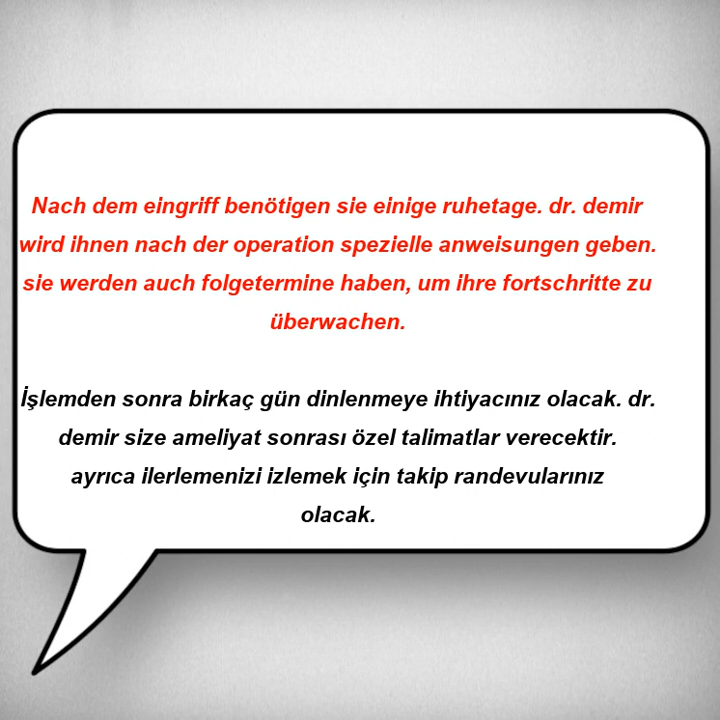 Nach dem eingriff benötigen sie einige ruhetage. dr. demir
wird ihnen nach der operation spezielle anweisungen geben.
sie werden auch folgetermine haben, um ihre fortschritte zu
überwachen.
İşlemden sonra birkaç gün dinlenmeye ihtiyacınız olacak. dr.
demir size ameliyat sonrası özel talimatlar verecektir.
ayrıca ilerlemenizi izlemek için takip randevularınız
olacak.